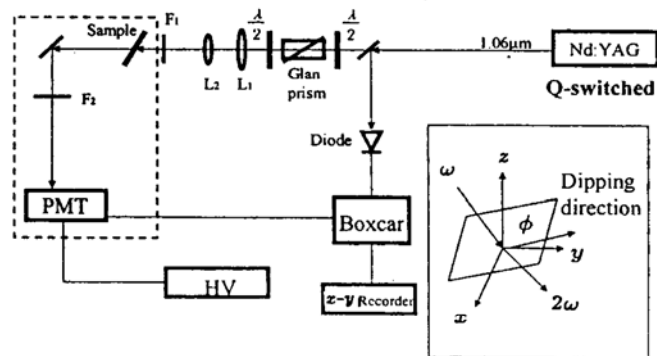 Sample
F₁
λ/2
λ/2
1.06μm
Nd:YAG
Q-switched
L₂
L₁
Glan
prism
F₂
Diode
PMT
Boxcar
HV
x-y Recorder
z
ω
Dipping
direction
ϕ
y
x
2ω